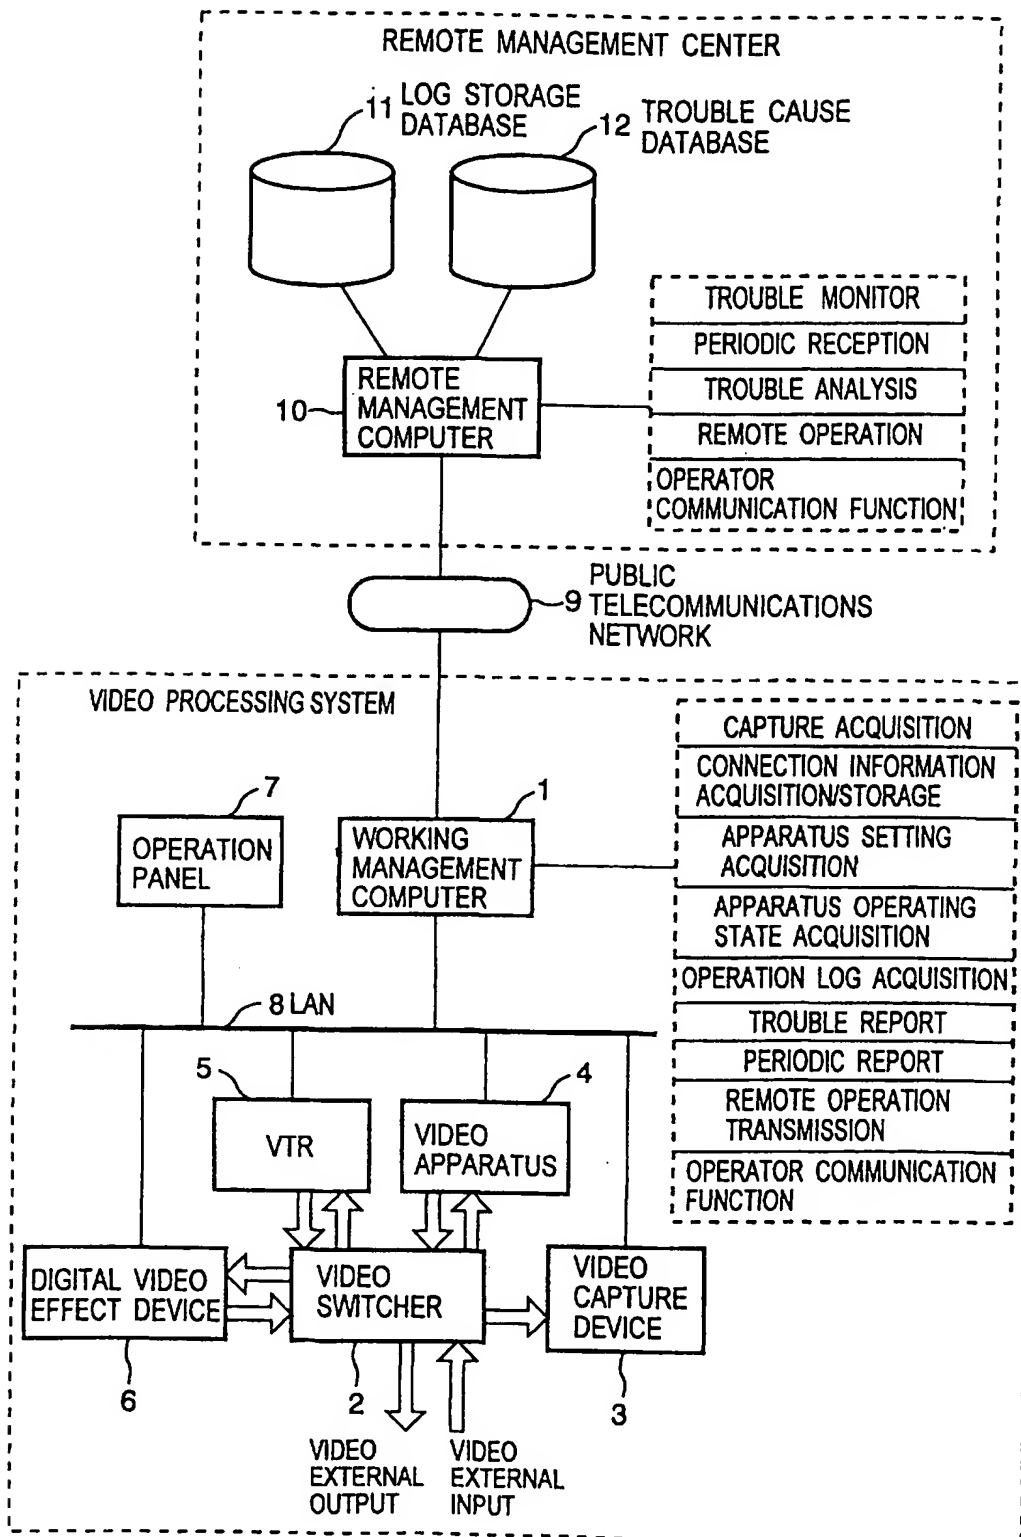 REMOTE MANAGEMENT CENTER
11 LOG STORAGE
DATABASE
12 TROUBLE CAUSE
DATABASE
TROUBLE MONITOR
PERIODIC RECEPTION
TROUBLE ANALYSIS
REMOTE OPERATION
OPERATOR
COMMUNICATION FUNCTION
10
REMOTE
MANAGEMENT
COMPUTER
9 PUBLIC
TELECOMMUNICATIONS
NETWORK
VIDEO PROCESSING SYSTEM
CAPTURE ACQUISITION
CONNECTION INFORMATION
ACQUISITION/STORAGE
APPARATUS SETTING
ACQUISITION
APPARATUS OPERATING
STATE ACQUISITION
OPERATION LOG ACQUISITION
TROUBLE REPORT
PERIODIC REPORT
REMOTE OPERATION
TRANSMISSION
OPERATOR COMMUNICATION
FUNCTION
7
OPERATION
PANEL
1
WORKING
MANAGEMENT
COMPUTER
8 LAN
5
VTR
4
VIDEO
APPARATUS
DIGITAL VIDEO
EFFECT DEVICE
6
VIDEO
SWITCHER
2
VIDEO
CAPTURE
DEVICE
3
VIDEO
EXTERNAL
OUTPUT
VIDEO
EXTERNAL
INPUT